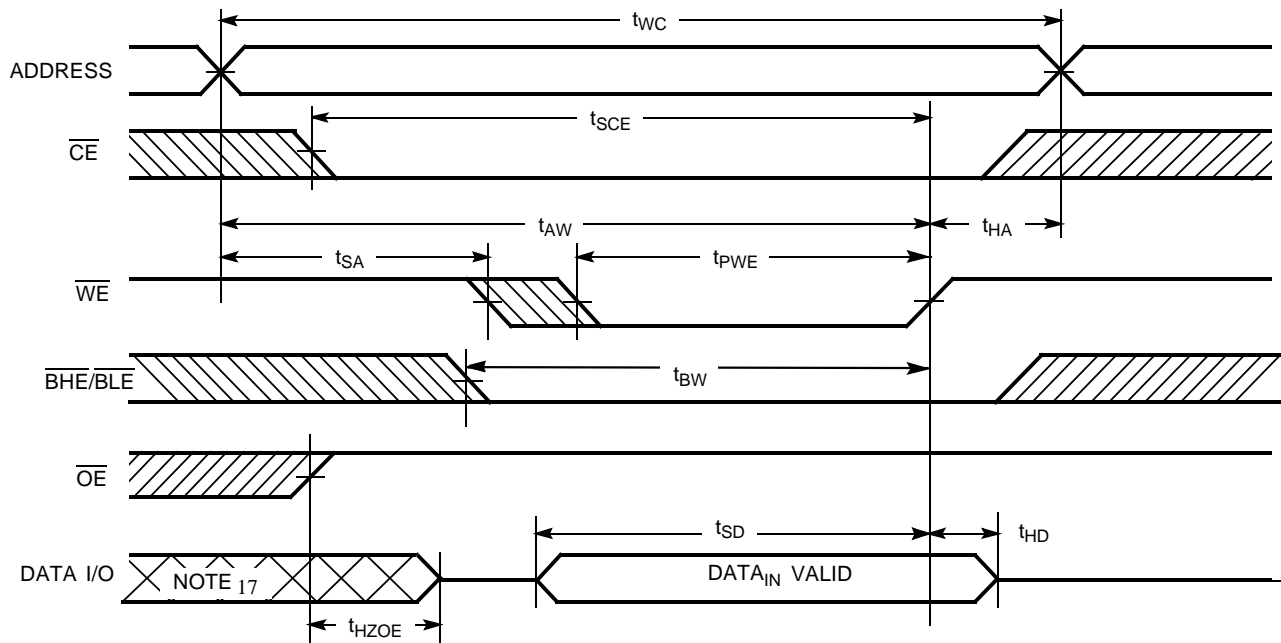 tWC
ADDRESS
tSCE
CE
tAW
tHA
tSA
tPWE
WE
BHE/BLE
tBW
OE
tSD
tHD
DATA I/O
NOTE 17
DATAIN VALID
tHZOE